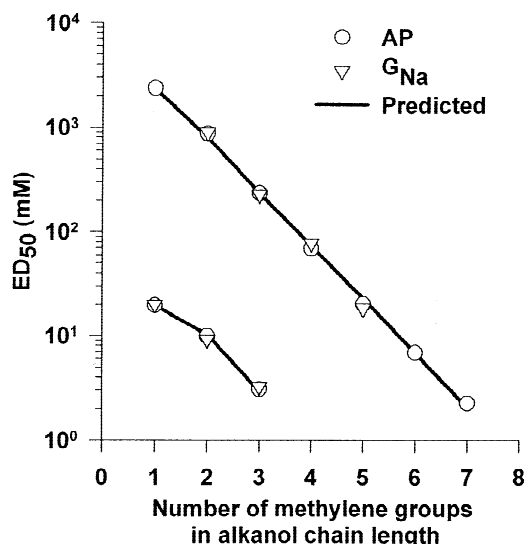 10⁴
10³
10²
10¹
10⁰
ED₅₀ (mM)
AP
G_Na
Predicted
0 1 2 3 4 5 6 7 8
Number of methylene groups
in alkanol chain length